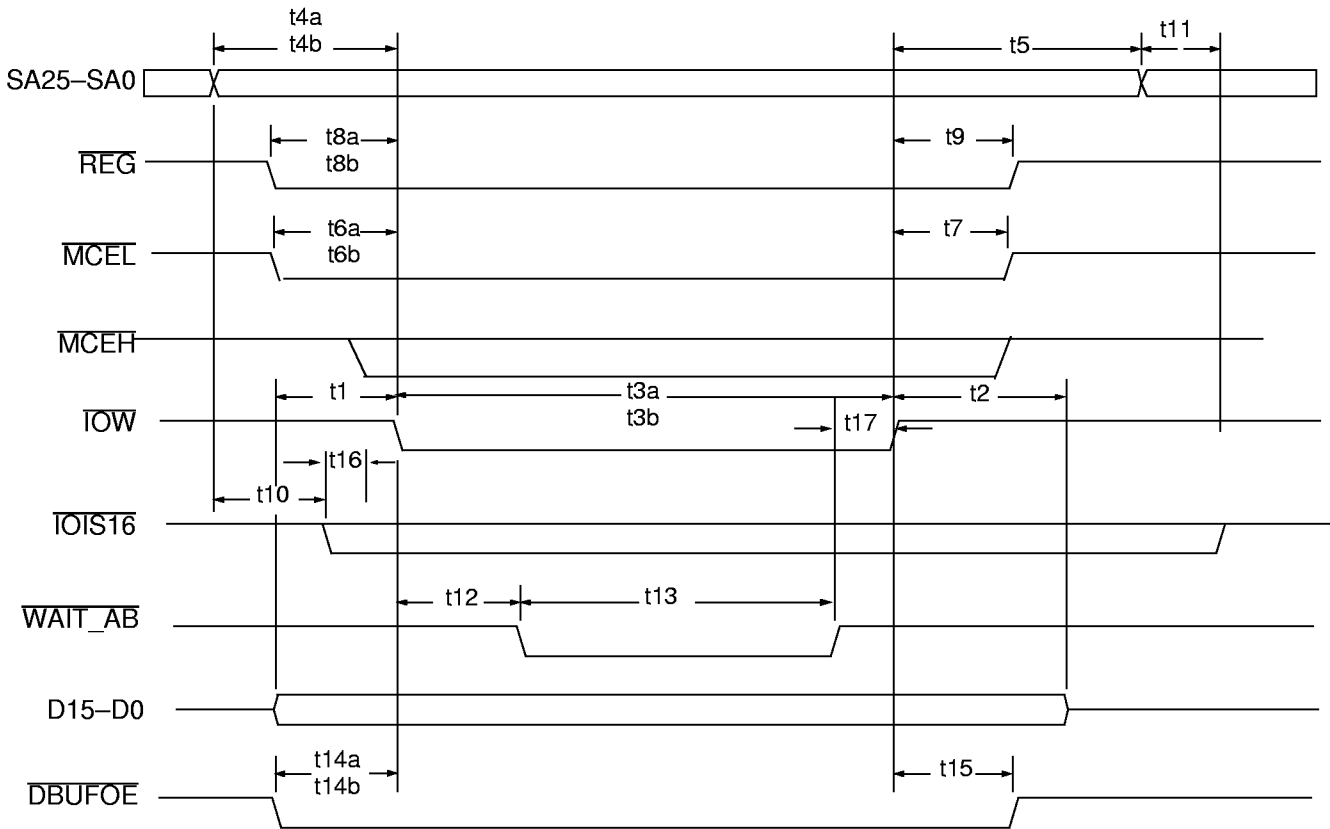 t4a
t4b
t5
t11
SA25–SA0
t8a
t8b
t9
REG
t6a
t6b
t7
MCEL
MCEH
t1
t3a
t3b
t2
IOW
t17
t16
t10
IOIS16
t12
t13
WAIT_AB
D15–D0
t14a
t14b
t15
DBUFOE